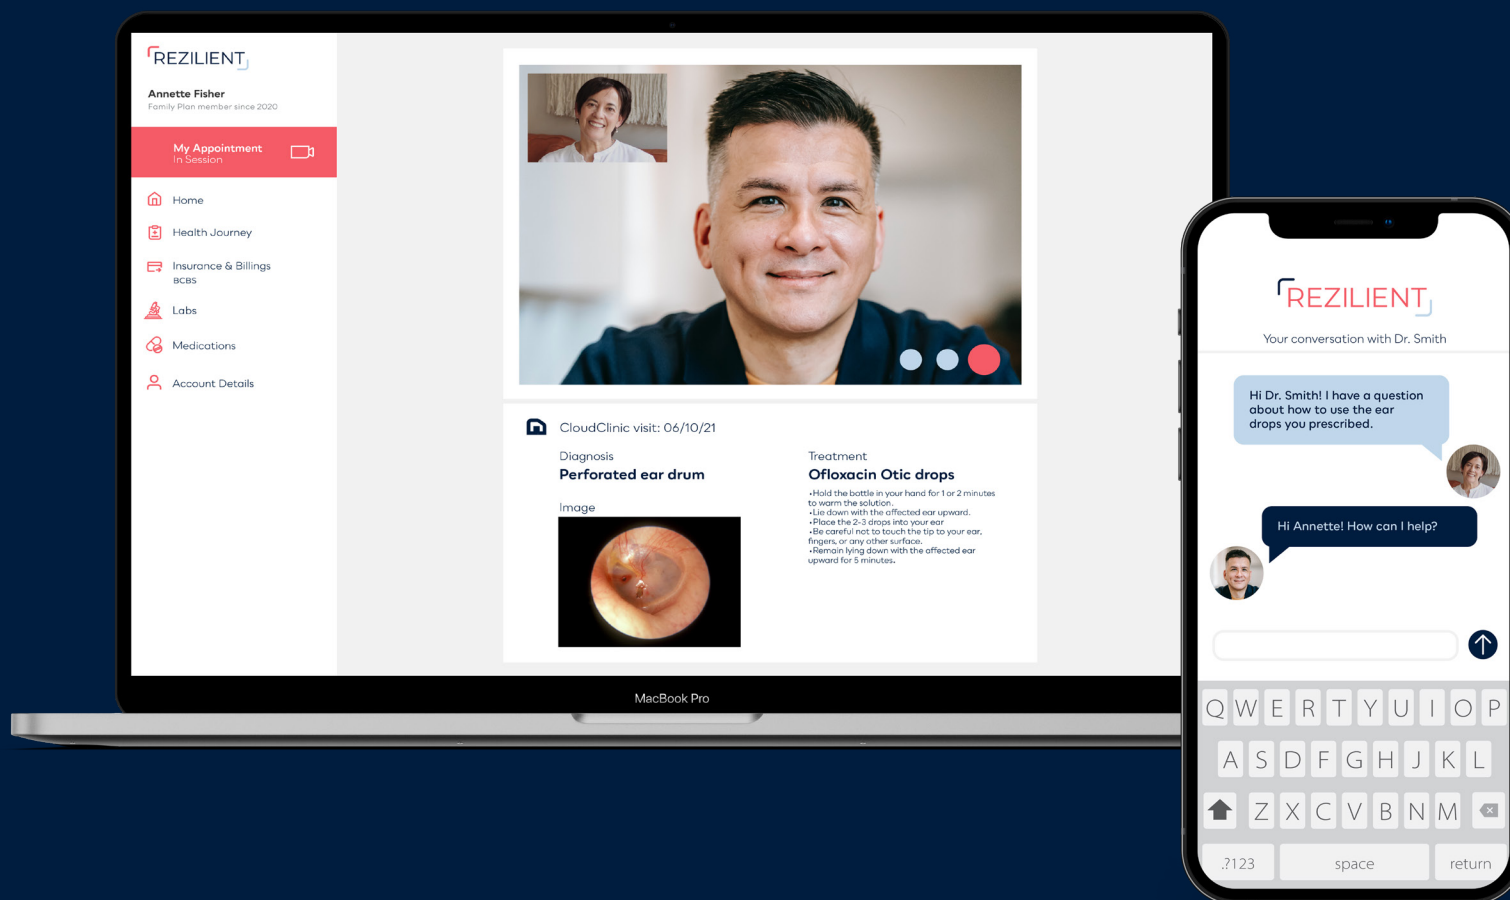 REZILIENT
Annette Fisher
Family Plan member since 2020
My Appointment
In Session
Home
Health Journey
Insurance & Billings
BCBS
Labs
Medications
Account Details
CloudClinic visit: 06/10/21
Diagnosis
Perforated ear drum
Image
Treatment
Ofloxacin Otic drops
•Hold the bottle in your hand for 1 or 2 minutes
to warm the solution.
•Lie down with the affected ear upward.
•Place the 2-3 drops into your ear
•Be careful not to touch the tip to your ear,
fingers, or any other surface.
•Remain lying down with the affected ear
upward for 5 minutes.
MacBook Pro
REZILIENT
Your conversation with Dr. Smith
Hi Dr. Smith! I have a question
about how to use the ear
drops you prescribed.
Hi Annette! How can I help?
Q W E R T Y U I O P
A S D F G H J K L
Z X C V B N M
.?123 space return